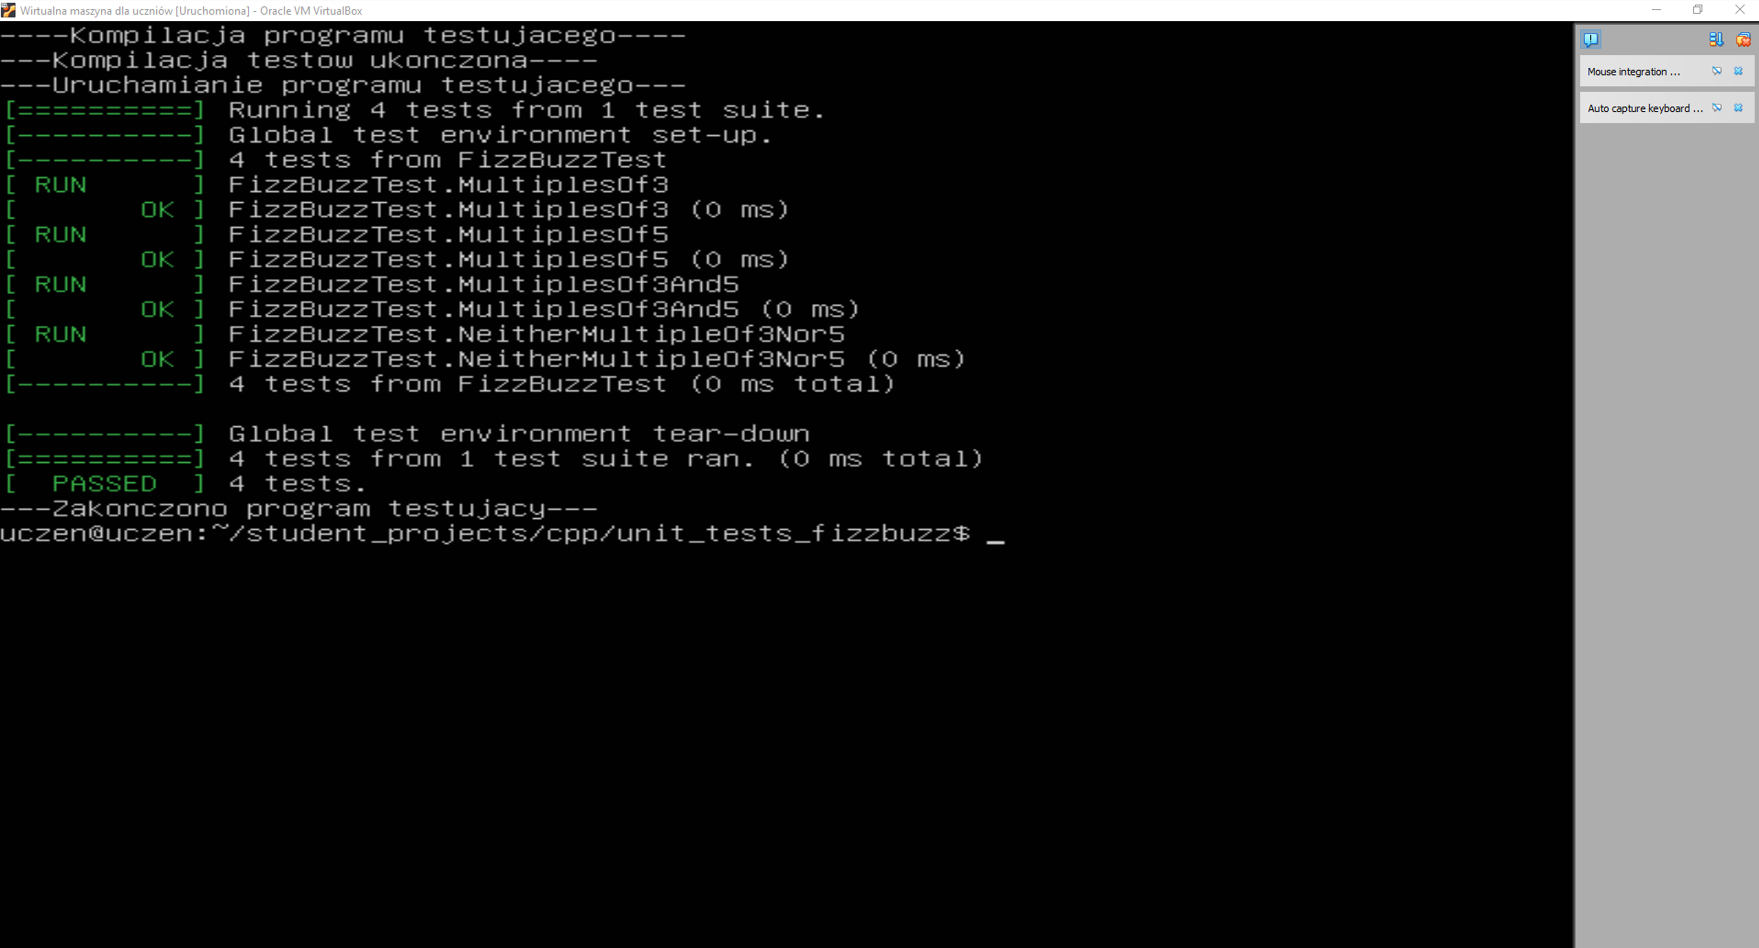 Wirtualna maszyna dla uczniów [Uruchomiona] - Oracle VM VirtualBox
----Kompilacja programu testujacego----
---Kompilacja testow ukonczona----
---Uruchamianie programu testujacego---
[==========] Running 4 tests from 1 test suite.
[----------] Global test environment set-up.
[----------] 4 tests from FizzBuzzTest
[ RUN      ] FizzBuzzTest.MultiplesOf3
[       OK ] FizzBuzzTest.MultiplesOf3 (0 ms)
[ RUN      ] FizzBuzzTest.MultiplesOf5
[       OK ] FizzBuzzTest.MultiplesOf5 (0 ms)
[ RUN      ] FizzBuzzTest.MultiplesOf3And5
[       OK ] FizzBuzzTest.MultiplesOf3And5 (0 ms)
[ RUN      ] FizzBuzzTest.NeitherMultipleOf3Nor5
[       OK ] FizzBuzzTest.NeitherMultipleOf3Nor5 (0 ms)
[----------] 4 tests from FizzBuzzTest (0 ms total)
[----------] Global test environment tear-down
[==========] 4 tests from 1 test suite ran. (0 ms total)
[  PASSED  ] 4 tests.
---Zakonczono program testujacy---
uczen@uczen:~/student_projects/cpp/unit_tests_fizzbuzz$ _
Mouse integration ...
Auto capture keyboard ...